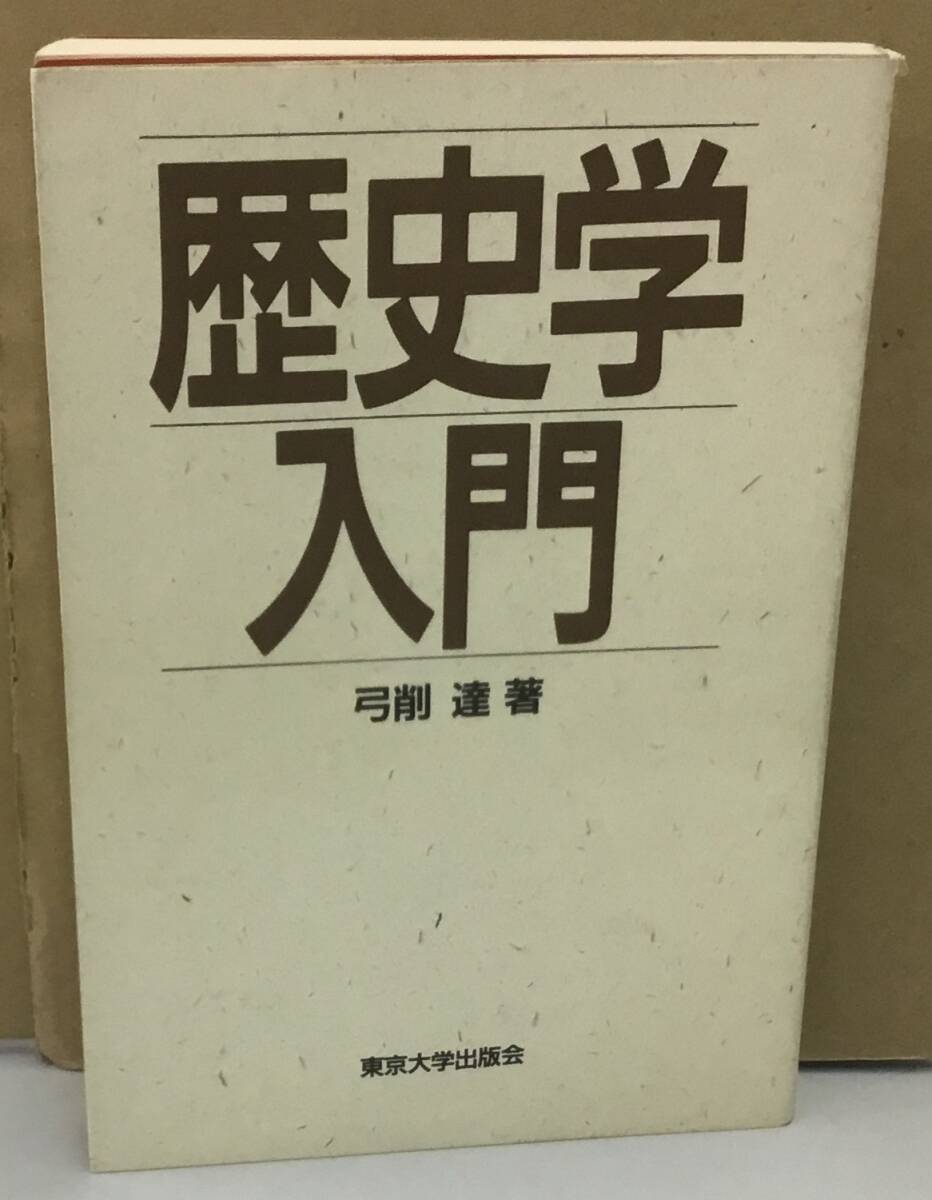 歴史学
入門
弓削 達 著
東京大学出版会